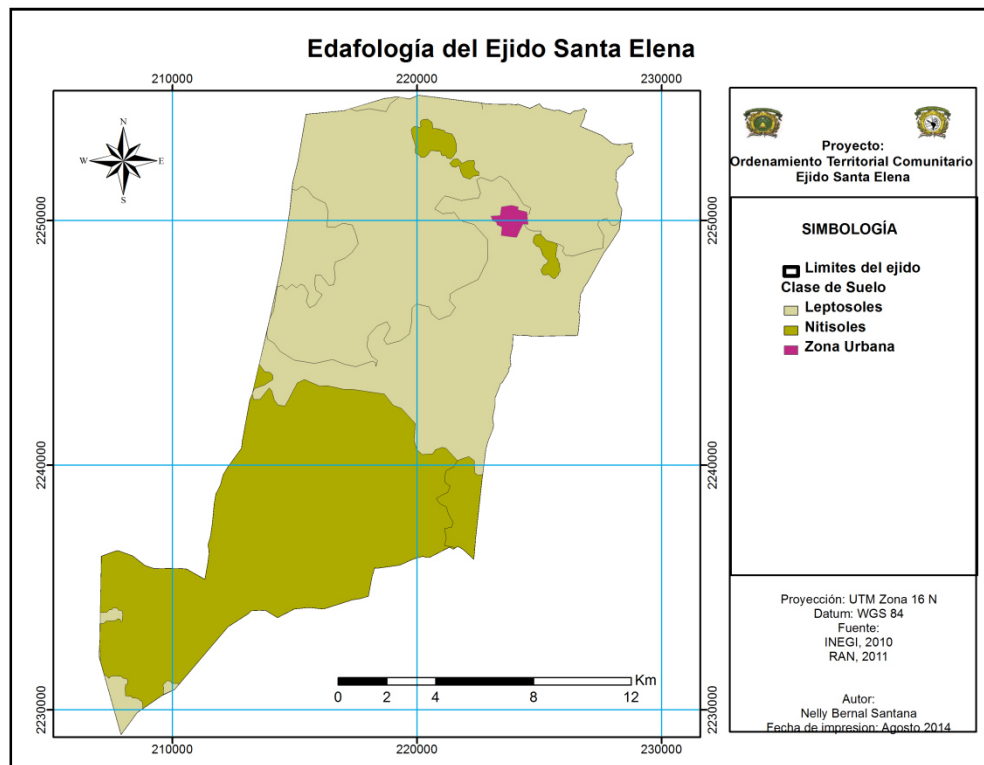 Edafología del Ejido Santa Elena
210000 220000 230000
N
W E
S
2250000 2250000
2240000 2240000
2230000 2230000
Km
0 2 4 8 12
210000 220000 230000
Proyecto:
Ordenamiento Territorial Comunitario
Ejido Santa Elena
SIMBOLOGÍA
Limites del ejido
Clase de Suelo
Leptosoles
Nitisoles
Zona Urbana
Proyección: UTM Zona 16 N
Datum: WGS 84
Fuente:
INEGI, 2010
RAN, 2011
Autor:
Nelly Bernal Santana
Fecha de impresion: Agosto 2014